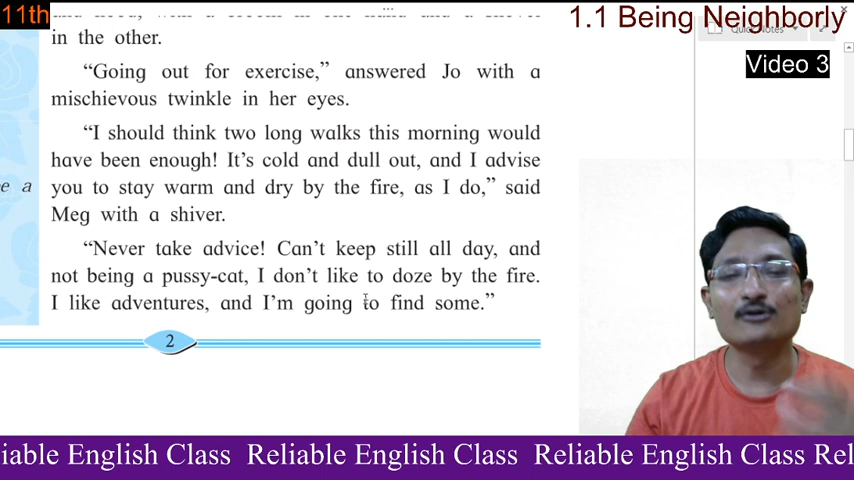 11th
1.1 Being Neighborly
Quick Notes
Video 3
in the other.
“Going out for exercise,” answered Jo with a
mischievous twinkle in her eyes.
“I should think two long walks this morning would
have been enough! It’s cold and dull out, and I advise
you to stay warm and dry by the fire, as I do,” said
Meg with a shiver.
“Never take advice! Can’t keep still all day, and
not being a pussy-cat, I don’t like to doze by the fire.
I like adventures, and I’m going to find some.”
e a
2
iable English Class Reliable English Class Reliable English Class Rel